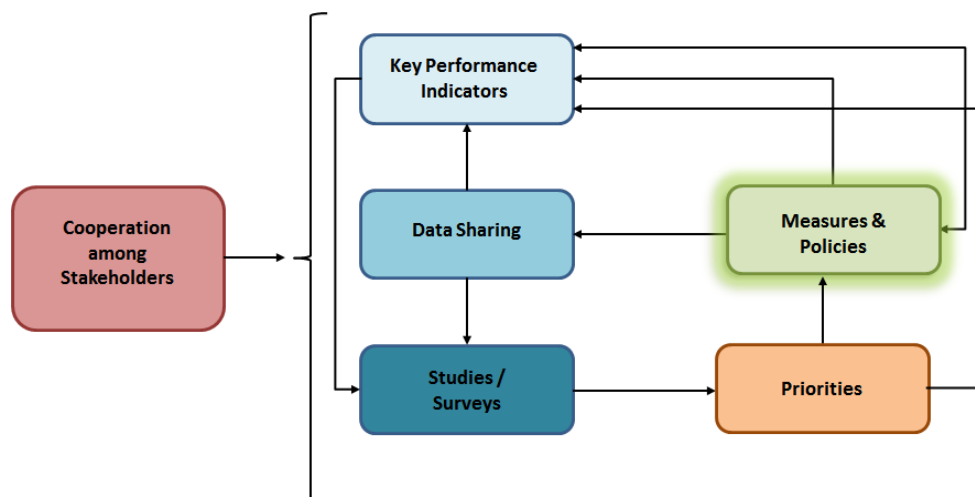 Key Performance
Indicators
Cooperation
among
Stakeholders
Data Sharing
Measures &
Policies
Studies /
Surveys
Priorities